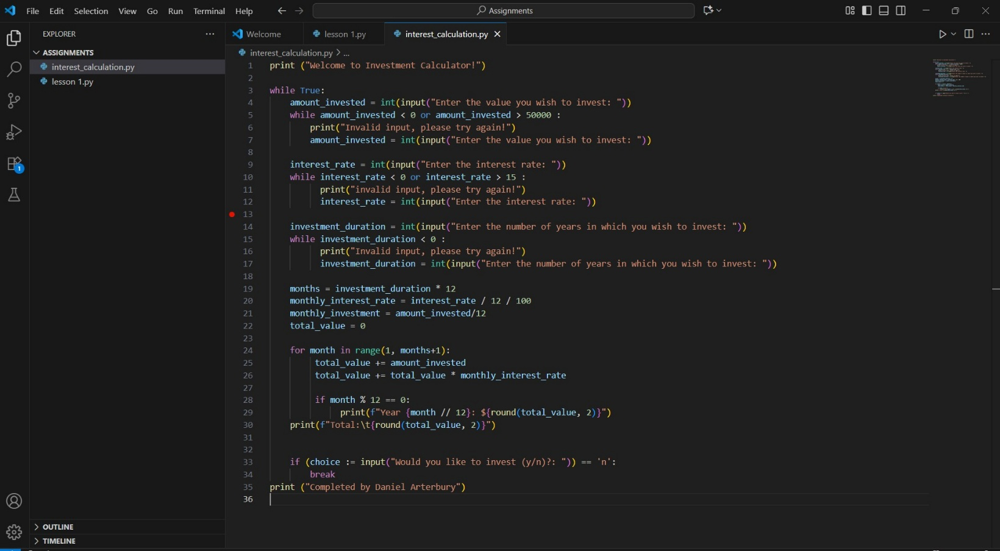 File Edit Selection View Go Run Terminal Help
Assignments
EXPLORER
Welcome
lesson 1.py
interest_calculation.py
ASSIGNMENTS
interest_calculation.py
lesson 1.py
1
interest_calculation.py > ...
1 print ("Welcome to Investment Calculator!")
2
3 while True:
4 amount_invested = int(input("Enter the value you wish to invest: "))
5 while amount_invested < 0 or amount_invested > 50000 :
6 print("Invalid input, please try again!")
7 amount_invested = int(input("Enter the value you wish to invest: "))
8
9 interest_rate = int(input("Enter the interest rate: "))
10 while interest_rate < 0 or interest_rate > 15 :
11 print("invalid input, please try again!")
12 interest_rate = int(input("Enter the interest rate: "))
13
14 investment_duration = int(input("Enter the number of years in which you wish to invest: "))
15 while investment_duration < 0 :
16 print("Invalid input, please try again!")
17 investment_duration = int(input("Enter the number of years in which you wish to invest: "))
18
19 months = investment_duration * 12
20 monthly_interest_rate = interest_rate / 12 / 100
21 monthly_investment = amount_invested/12
22 total_value = 0
23
24 for month in range(1, months+1):
25 total_value += amount_invested
26 total_value += total_value * monthly_interest_rate
27
28 if month % 12 == 0:
29 print(f"Year {month // 12}: ${round(total_value, 2)}")
30 print(f"Total:\t{round(total_value, 2)}")
31
32
33 if (choice := input("Would you like to invest (y/n)?: ")) == 'n':
34 break
35 print ("Completed by Daniel Arterbury")
36
OUTLINE
TIMELINE